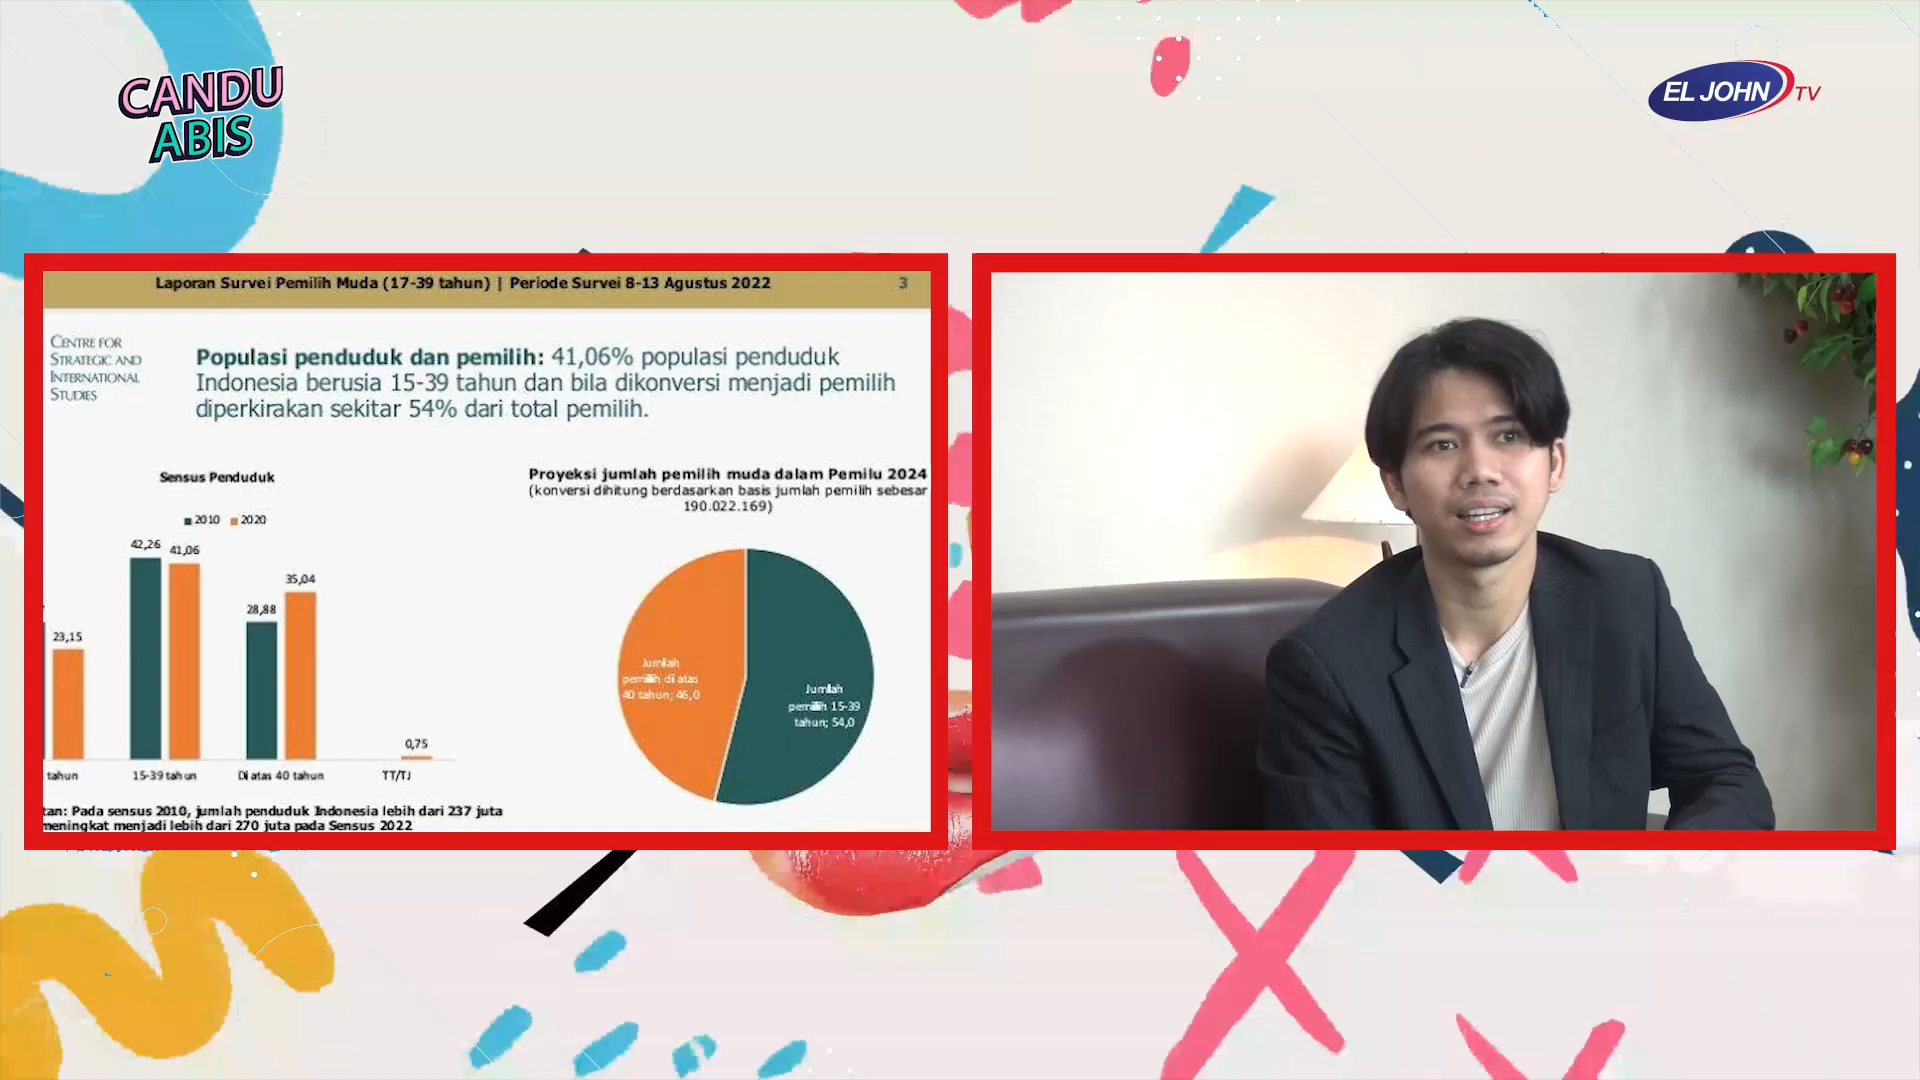 CANDU
ABIS
EL JOHN TV
Laporan Survei Pemilih Muda (17-39 tahun) | Periode Survei 8-13 Agustus 2022
3
CENTRE FOR
STRATEGIC AND
INTERNATIONAL
STUDIES
Populasi penduduk dan pemilih: 41,06% populasi penduduk
Indonesia berusia 15-39 tahun dan bila dikonversi menjadi pemilih
diperkirakan sekitar 54% dari total pemilih.
Sensus Penduduk
2010 2020
42,26
41,06
35,04
28,88
23,15
0,75
tahun
15-39 tahun
Di atas 40 tahun
TT/TJ
tan: Pada sensus 2010, jumlah penduduk Indonesia lebih dari 237 juta
meningkat menjadi lebih dari 270 juta pada Sensus 2022
Proyeksi jumlah pemilih muda dalam Pemilu 2024
(konversi dihitung berdasarkan basis jumlah pemilih sebesar
190.022.169)
Jumlah
pemilih di atas
40 tahun; 46,0
Jumlah
pemilih 15-39
tahun; 54,0